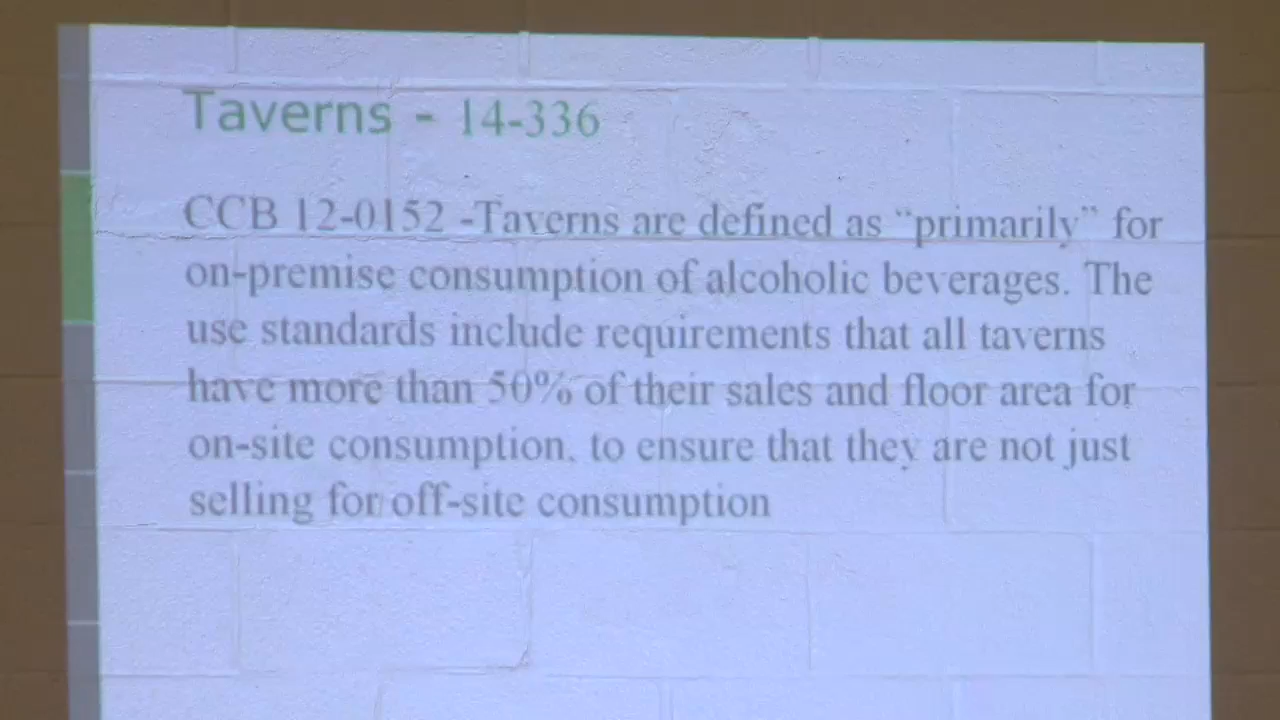 Taverns - 14-336
CCB 12-0152 -Taverns are defined as “primarily” for
on-premise consumption of alcoholic beverages. The
use standards include requirements that all taverns
have more than 50% of their sales and floor area for
on-site consumption, to ensure that they are not just
selling for off-site consumption